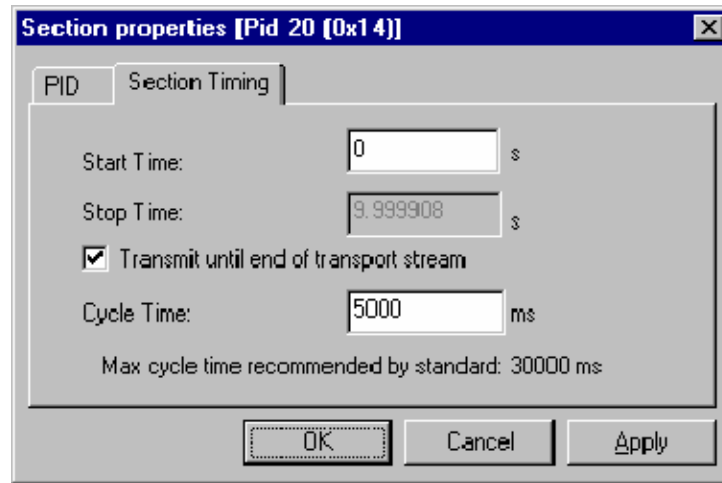 Section properties [Pid 20 (0x14)]
PID Section Timing
Start Time: 0 s
Stop Time: 9.999908 s
Transmit until end of transport stream
Cycle Time: 5000 ms
Max cycle time recommended by standard: 30000 ms
OK Cancel Apply